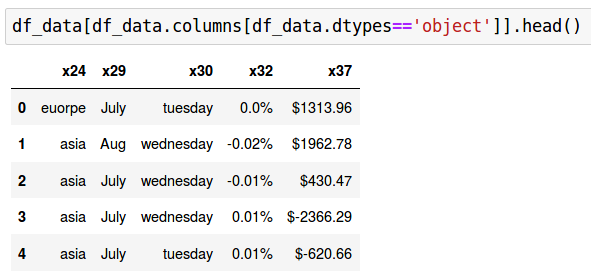 df_data[df_data.columns[df_data.dtypes=='object']].head()
x24 x29 x30 x32 x37
0 euorpe July tuesday 0.0% $1313.96
1 asia Aug wednesday -0.02% $1962.78
2 asia July wednesday -0.01% $430.47
3 asia July wednesday 0.01% $-2366.29
4 asia July tuesday 0.01% $-620.66